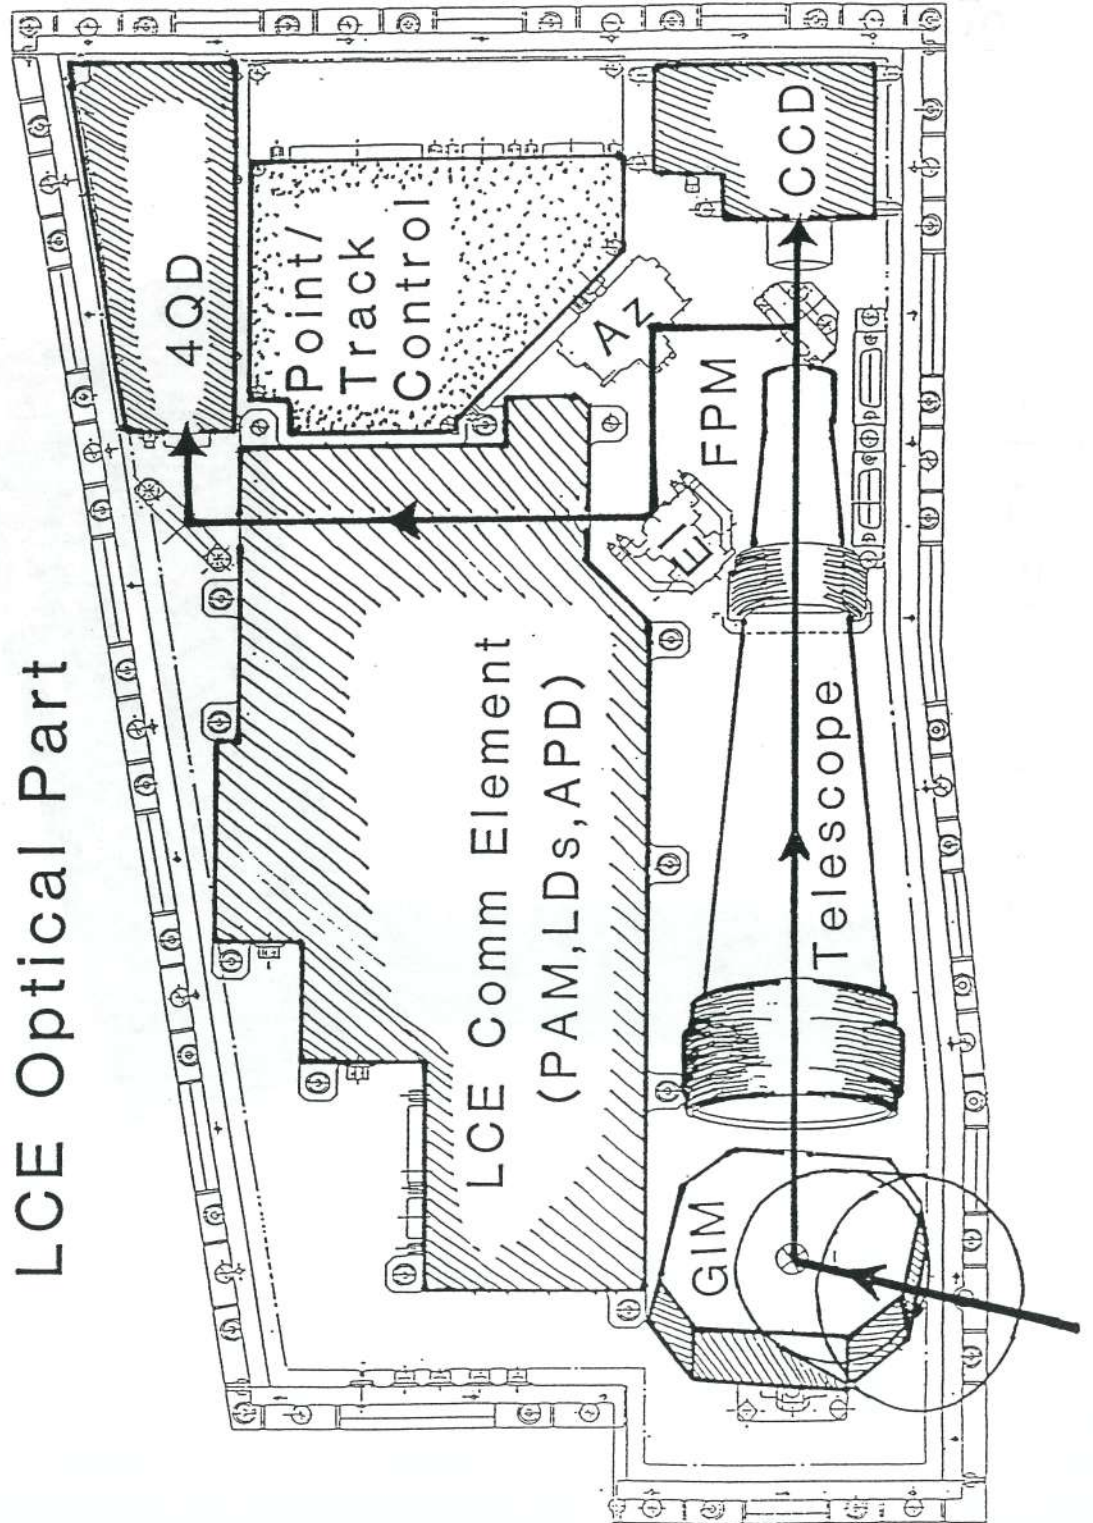 LCE Optical Part
4QD
Point/
Track
Control
CCD
Az
El
FPM
LCE Comm Element
(PAM,LDs,APD)
Telescope
GIM